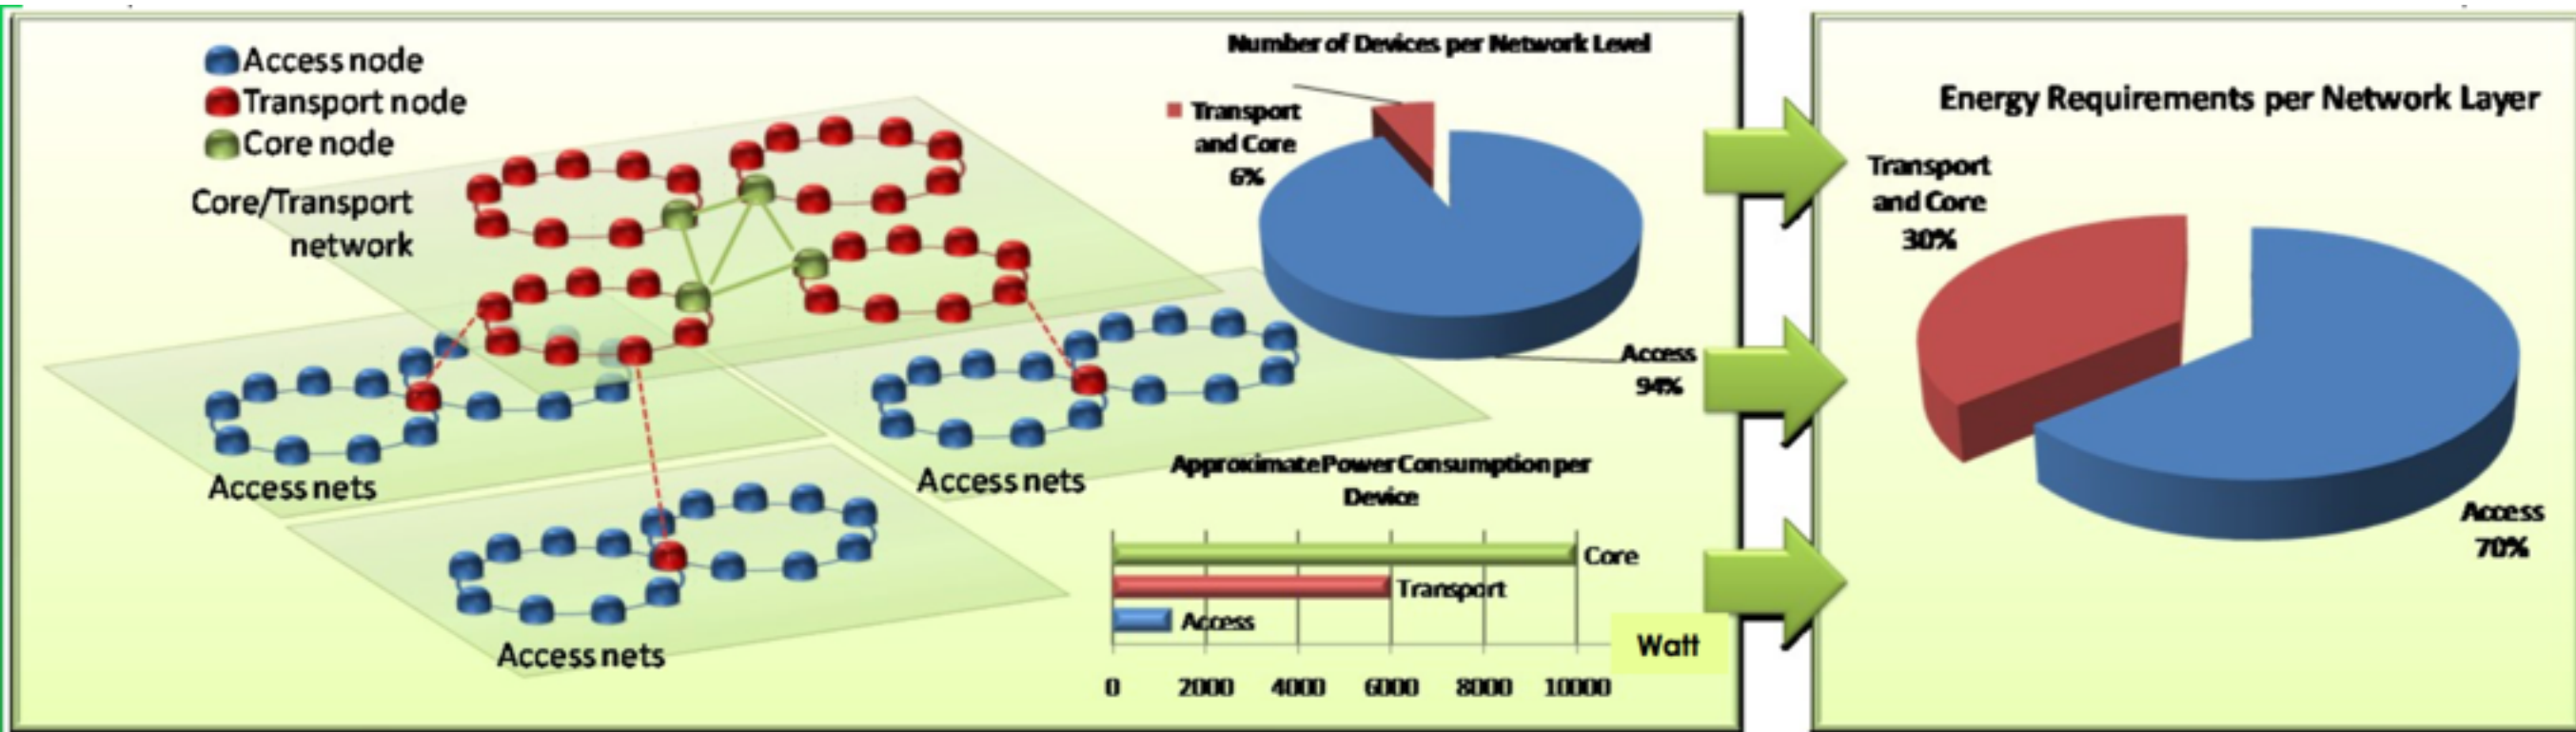 Access node
Transport node
Core node
Core/Transport
network
Access nets
Access nets
Access nets
Number of Devices per Network Level
Transport
and Core
6%
Access
94%
Approximate Power Consumption per
Device
Core
Transport
Access
0 2000 4000 6000 8000 10000
Watt
Energy Requirements per Network Layer
Transport
and Core
30%
Access
70%